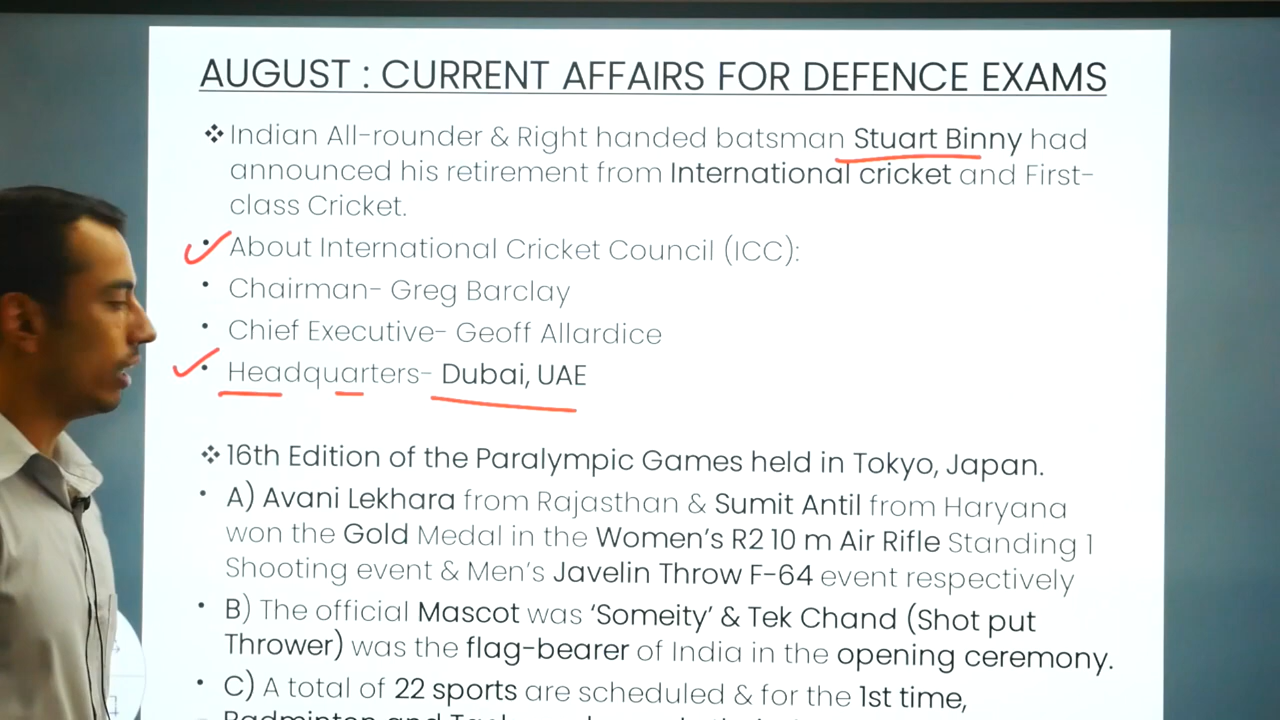 AUGUST : CURRENT AFFAIRS FOR DEFENCE EXAMS
❖ Indian All-rounder & Right handed batsman Stuart Binny had
announced his retirement from International cricket and First-
class Cricket.
• About International Cricket Council (ICC):
• Chairman- Greg Barclay
• Chief Executive- Geoff Allardice
• Headquarters- Dubai, UAE
❖ 16th Edition of the Paralympic Games held in Tokyo, Japan.
• A) Avani Lekhara from Rajasthan & Sumit Antil from Haryana
won the Gold Medal in the Women's R2 10 m Air Rifle Standing 1
Shooting event & Men's Javelin Throw F-64 event respectively
• B) The official Mascot was 'Someity' & Tek Chand (Shot put
Thrower) was the flag-bearer of India in the opening ceremony.
• C) A total of 22 sports are scheduled & for the 1st time,
Badminton and